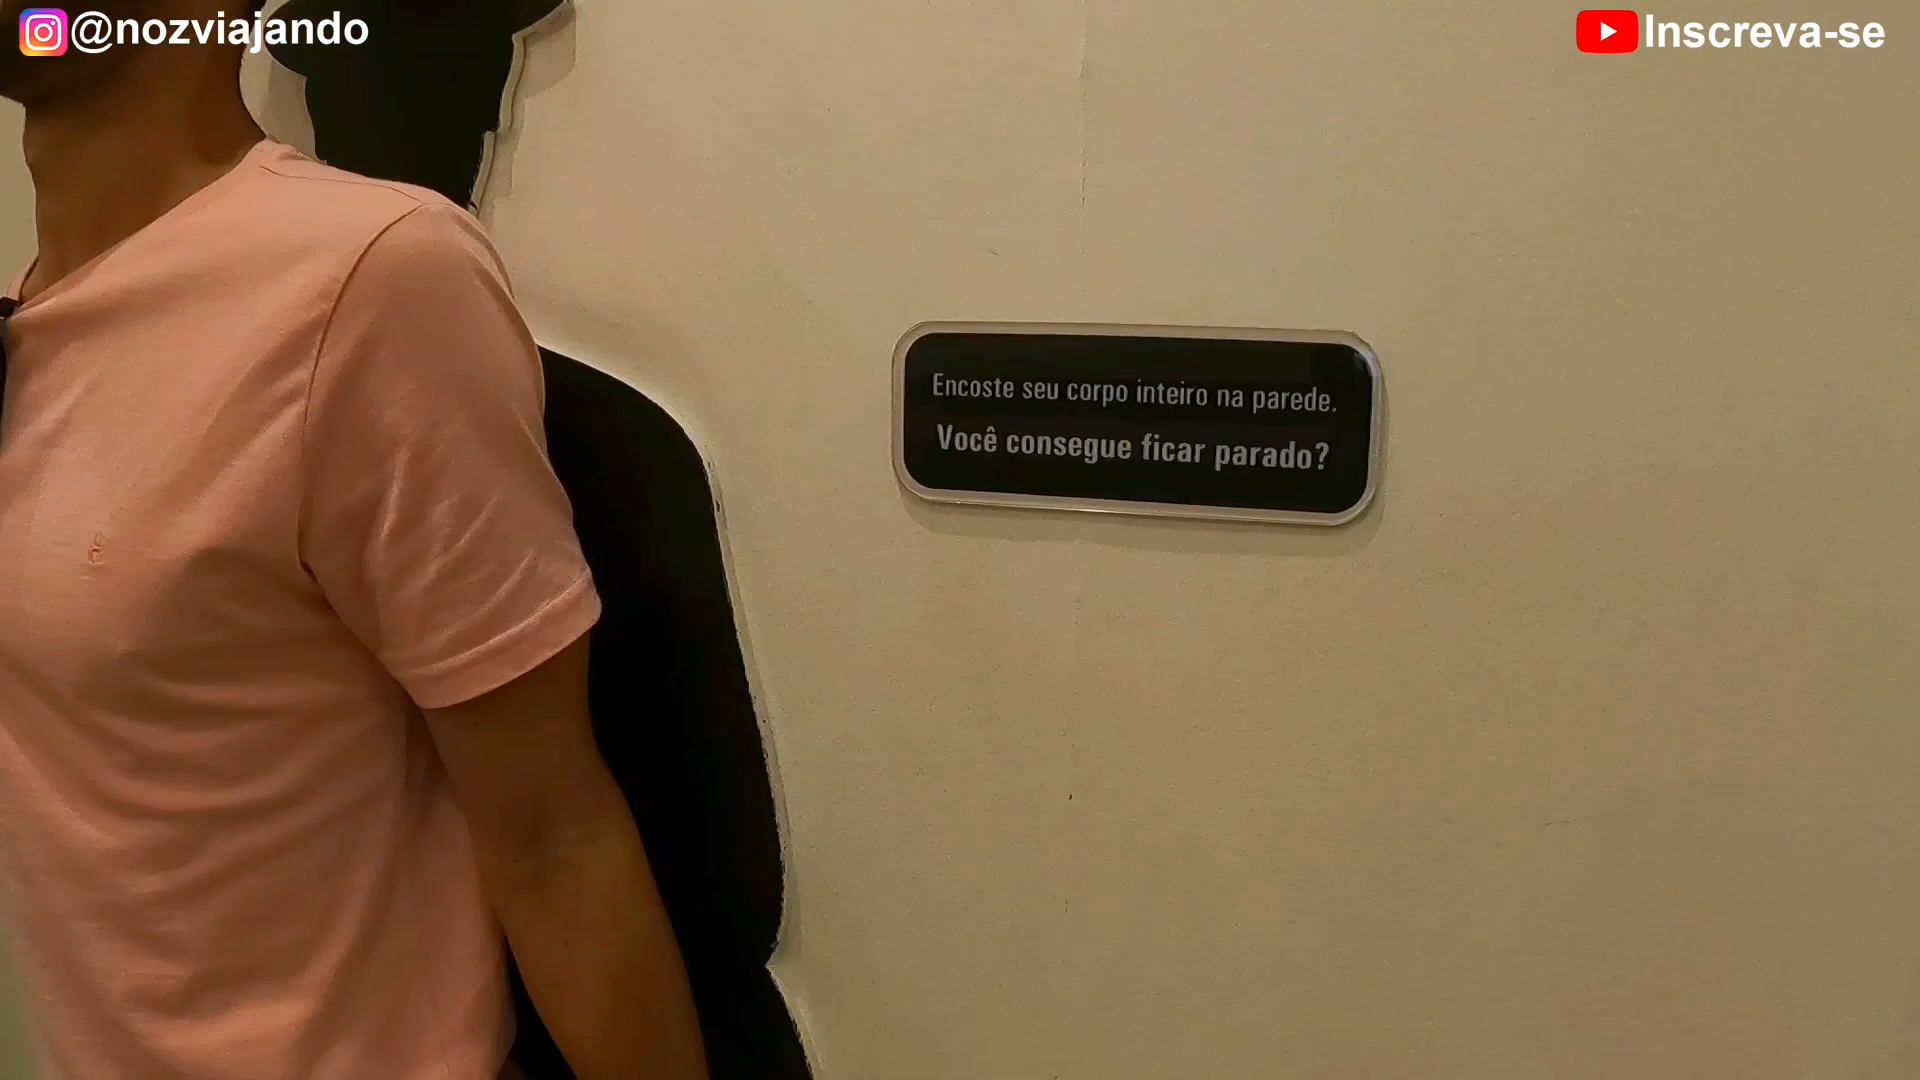 @nozviajando
Inscreva-se
Encoste seu corpo inteiro na parede.
Você consegue ficar parado?